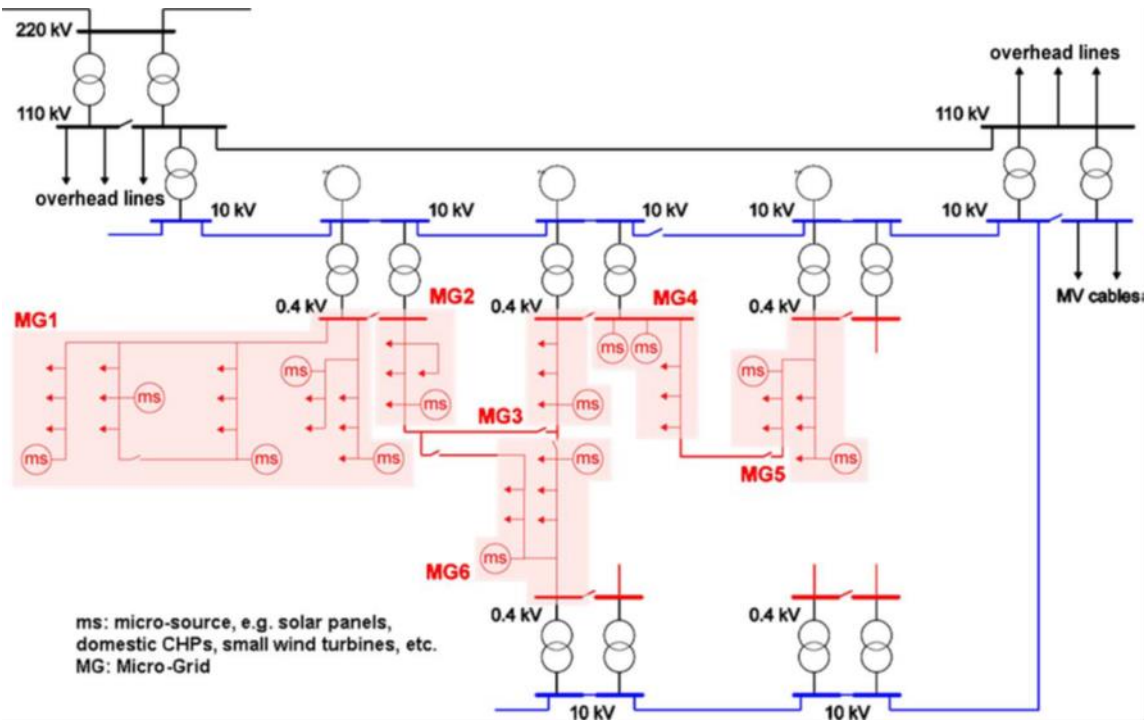 220 kV
overhead lines
110 kV
110 kV
overhead lines
10 kV
10 kV
10 kV
10 kV
10 kV
10 kV
MG2
MG4
0.4 kV
0.4 kV
0.4 kV
MV cables
MG1
ms
ms
ms
ms
ms
ms
ms
ms
MG3
ms
ms
ms
ms
ms
MG5
ms
MG6
0.4 kV
0.4 kV
ms: micro-source, e.g. solar panels,
domestic CHPs, small wind turbines, etc.
MG: Micro-Grid
10 kV
10 kV